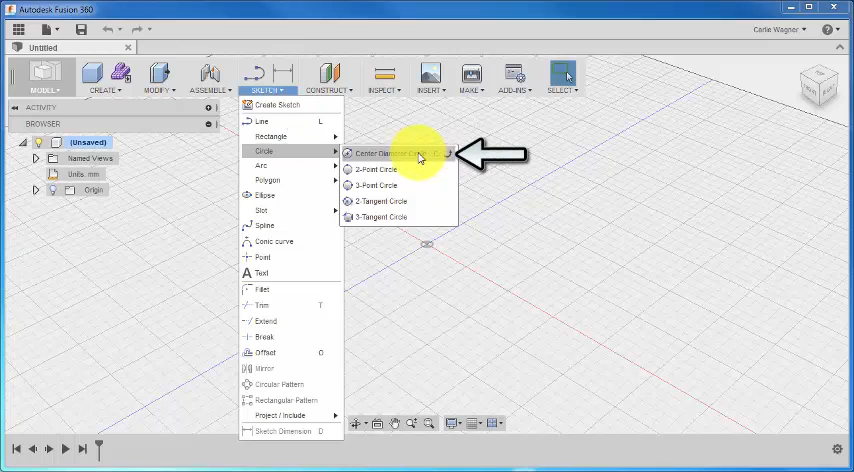 Autodesk Fusion 360
Carlie Wagner
Untitled
MODEL
CREATE
MODIFY
ASSEMBLE
SKETCH
CONSTRUCT
INSPECT
INSERT
MAKE
ADD-INS
SELECT
ACTIVITY
BROWSER
(Unsaved)
Named Views
Units: mm
Origin
Create Sketch
Line L
Rectangle
Circle
Arc
Polygon
Ellipse
Slot
Spline
Conic curve
Point
Text
Fillet
Trim T
Extend
Break
Offset O
Mirror
Circular Pattern
Rectangular Pattern
Project / Include
Sketch Dimension D
Center Diameter Circle
2-Point Circle
3-Point Circle
2-Tangent Circle
3-Tangent Circle